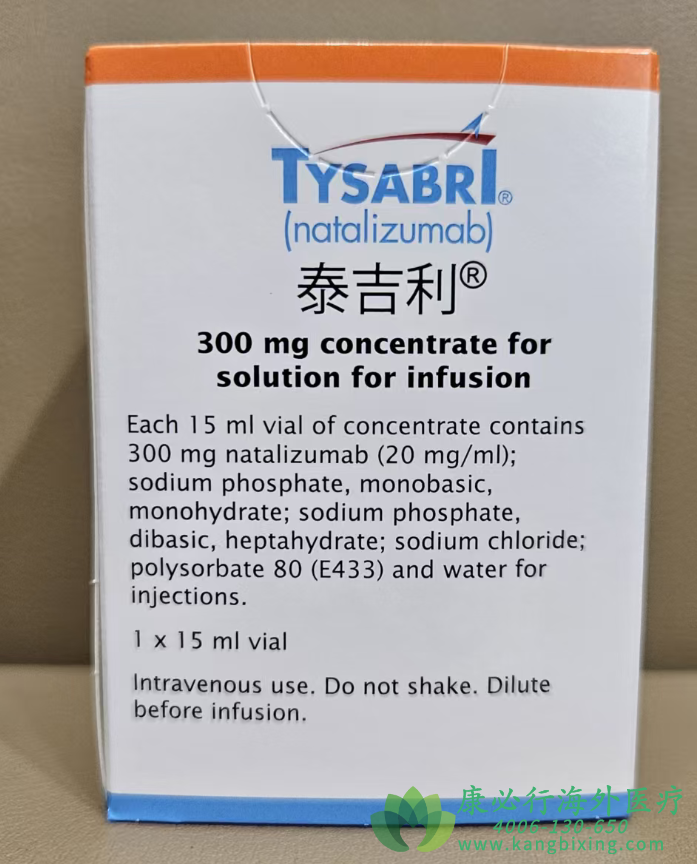 TYSABRI®
(natalizumab)
泰吉利®
300 mg concentrate for
solution for infusion
Each 15 ml vial of concentrate contains
300 mg natalizumab (20 mg/ml);
sodium phosphate, monobasic,
monohydrate; sodium phosphate,
dibasic, heptahydrate; sodium chloride;
polysorbate 80 (E433) and water for
injections.
1 x 15 ml vial
Intravenous use. Do not shake. Dilute
before infusion.
康必行海外医疗
4006-130-650
www.kangbixing.com